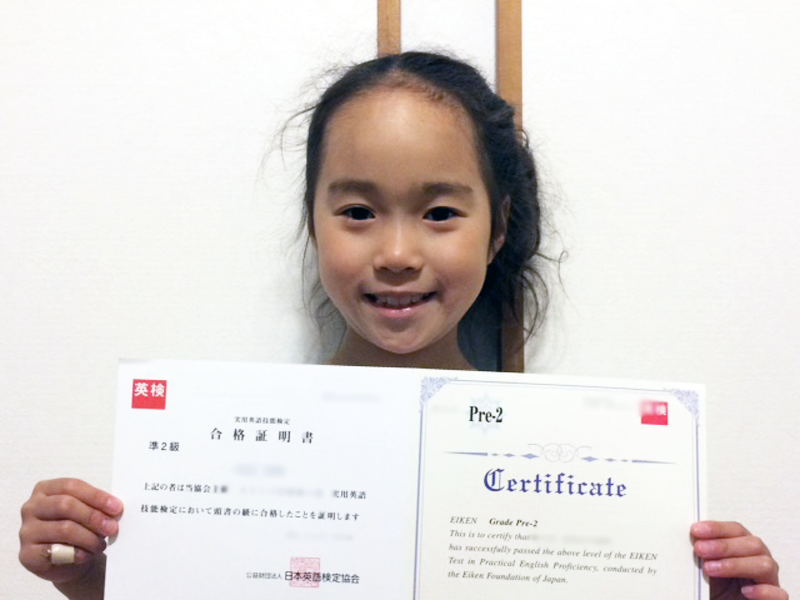 英検
実用英語技能検定
合格証明書
準2級
上記の者は当協会 実用英語
技能検定において頭書の級に合格したことを証明します
公益財団法人 日本英語検定協会
Pre-2
英検
Certificate
EIKEN Grade Pre-2
This is to certify that
has successfully passed the above level of the EIKEN
Test in Practical English Proficiency, conducted by
the Eiken Foundation of Japan.